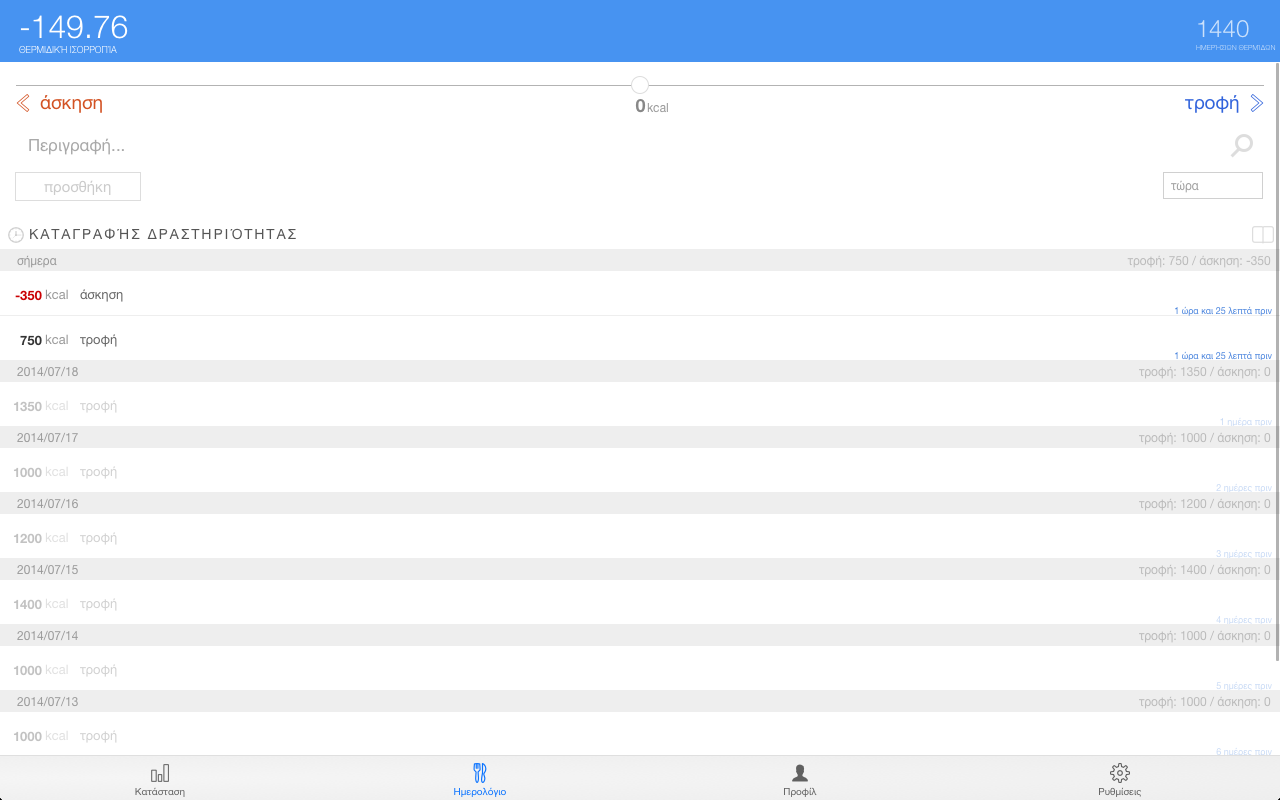 -149.76
ΘΕΡΜΙΔΙΚΉ ΙΣΟΡΡΟΠΊΑ
1440
ΗΜΕΡΗΣΙΩΝ ΘΕΡΜΊΔΩΝ
άσκηση
0 kcal
τροφή
Περιγραφή...
προσθήκη
τώρα
ΚΑΤΑΓΡΑΦΉΣ ΔΡΑΣΤΗΡΙΌΤΗΤΑΣ
σήμερα τροφή: 750 / άσκηση: -350
-350 kcal άσκηση
1 ώρα και 25 λεπτά πριν
750 kcal τροφή
1 ώρα και 25 λεπτά πριν
2014/07/18 τροφή: 1350 / άσκηση: 0
1350 kcal τροφή
1 ημέρα πριν
2014/07/17 τροφή: 1000 / άσκηση: 0
1000 kcal τροφή
2 ημέρες πριν
2014/07/16 τροφή: 1200 / άσκηση: 0
1200 kcal τροφή
3 ημέρες πριν
2014/07/15 τροφή: 1400 / άσκηση: 0
1400 kcal τροφή
4 ημέρες πριν
2014/07/14 τροφή: 1000 / άσκηση: 0
1000 kcal τροφή
5 ημέρες πριν
2014/07/13 τροφή: 1000 / άσκηση: 0
1000 kcal τροφή
6 ημέρες πριν
Κατάσταση Ημερολόγιο Προφίλ Ρυθμίσεις